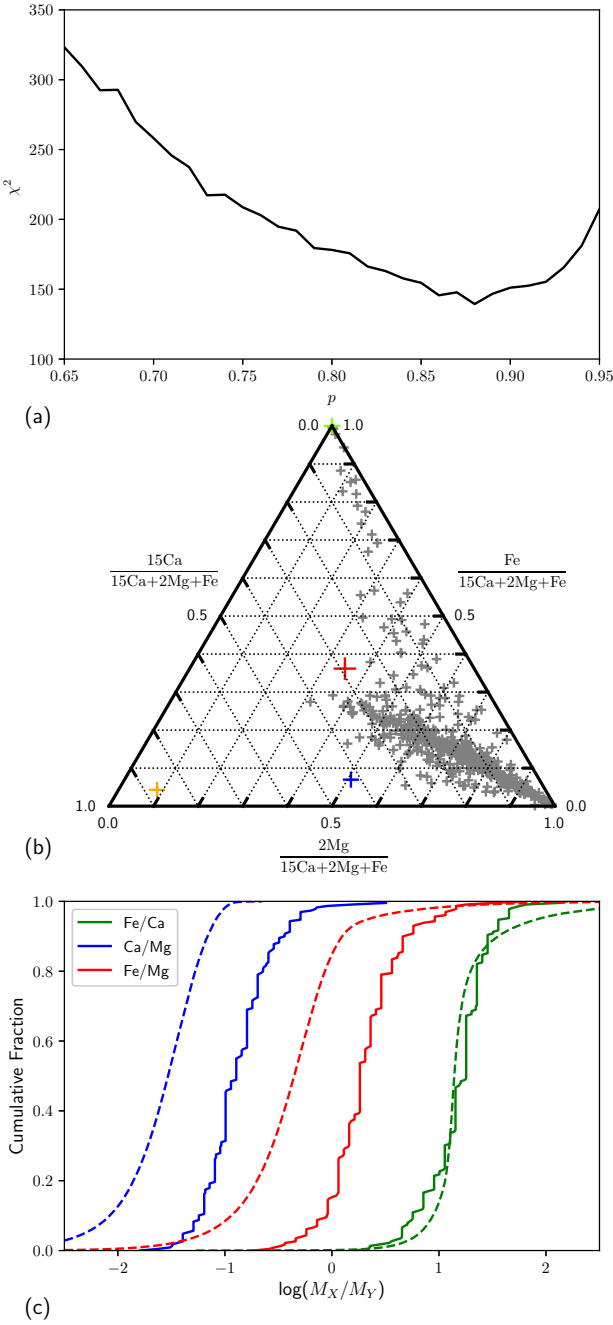 350
300
250
χ²
200
150
100
0.65 0.70 0.75 0.80 0.85 0.90 0.95
p
(a)
0.0 1.0
15Ca
15Ca+2Mg+Fe
Fe
15Ca+2Mg+Fe
0.5 0.5
1.0 0.0
0.0 0.5 1.0
(b)
2Mg
15Ca+2Mg+Fe
1.0
Fe/Ca
Ca/Mg
Fe/Mg
0.8
0.6
Cumulative Fraction
0.4
0.2
0.0
−2 −1 0 1 2
log(M_X/M_Y)
(c)